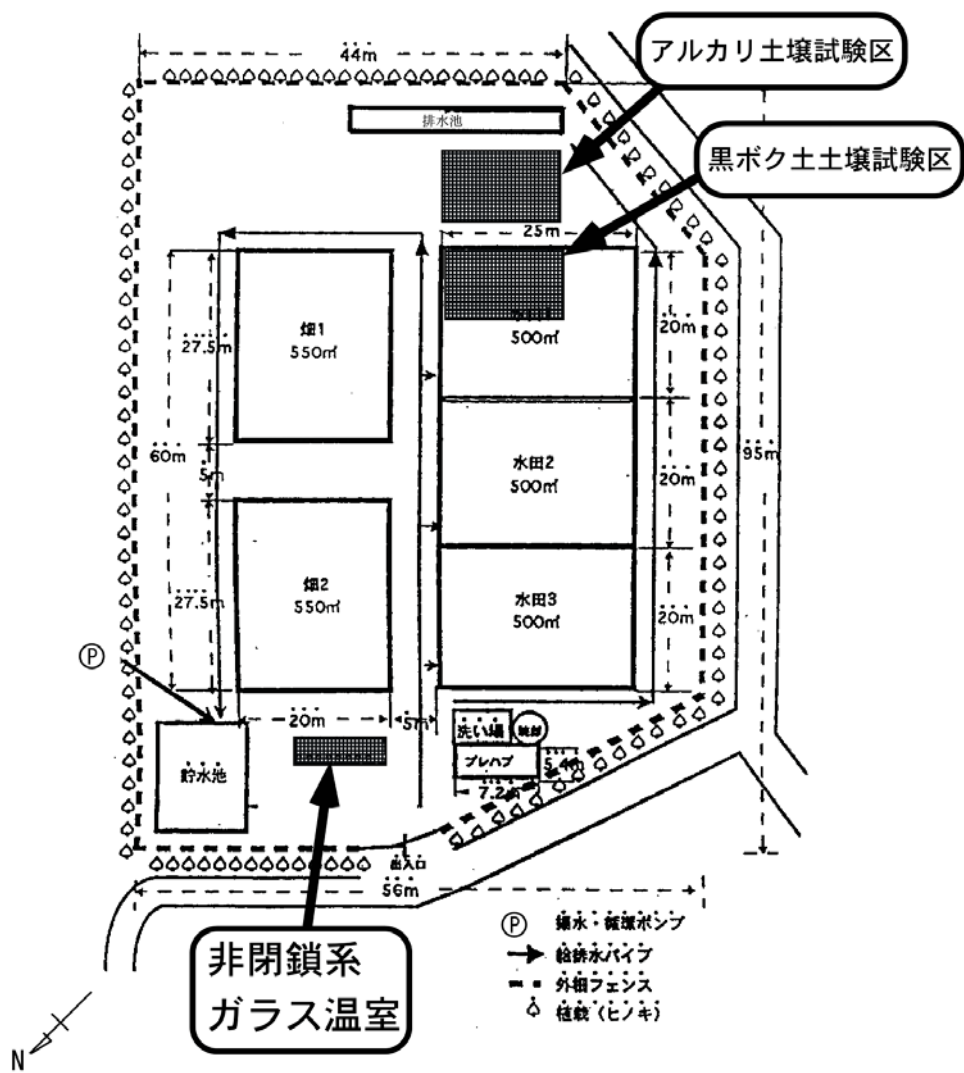 44m
アルカリ土壌試験区
排水池
黒ボク土土壌試験区
25m
畑1
550㎡
27.5m
500㎡
20m
60m
5m
水田2
500㎡
20m
95m
畑2
550㎡
27.5m
水田3
500㎡
20m
P
20m
5m
洗い場
プレハブ
5.4m
7.2m
貯水池
出入口
56m
非閉鎖系
ガラス温室
P
揚水・循環ポンプ
給排水パイプ
外柵フェンス
植栽(ヒノキ)
N